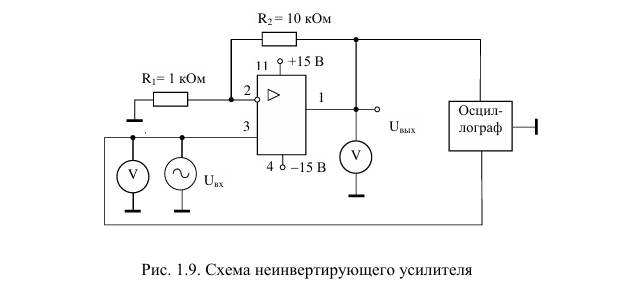 R₂ = 10 кОм
11 +15 В
R₁= 1 кОм
2
1
3
Осцил-
лограф
Uвых
V
V
Uвх
4 –15 В
Рис. 1.9. Схема неинвертирующего усилителя